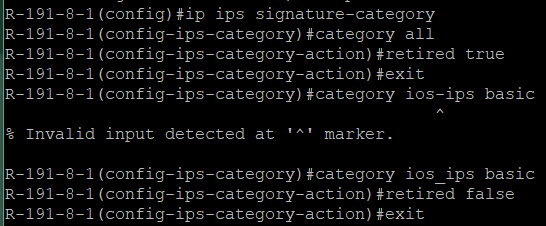 R-191-8-1(config)#ip ips signature-category
R-191-8-1(config-ips-category)#category all
R-191-8-1(config-ips-category-action)#retired true
R-191-8-1(config-ips-category-action)#exit
R-191-8-1(config-ips-category)#category ios-ips basic
^
% Invalid input detected at '^' marker.
R-191-8-1(config-ips-category)#category ios_ips basic
R-191-8-1(config-ips-category-action)#retired false
R-191-8-1(config-ips-category-action)#exit